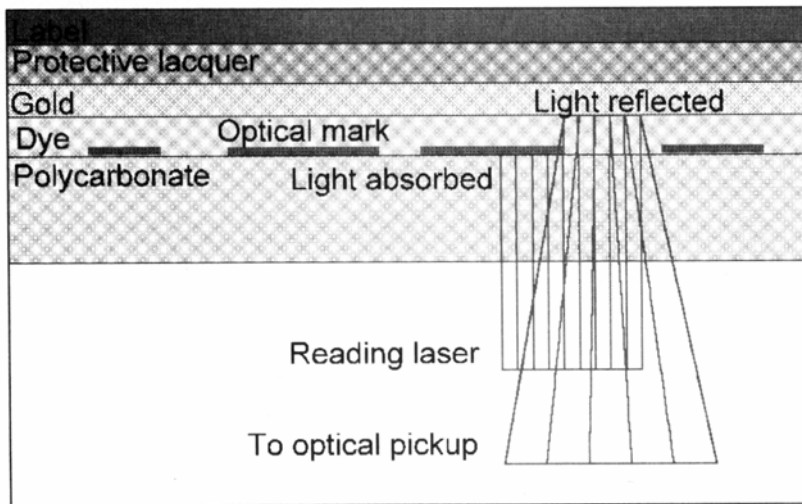 Label
Protective lacquer
Gold
Light reflected
Dye
Optical mark
Polycarbonate
Light absorbed
Reading laser
To optical pickup